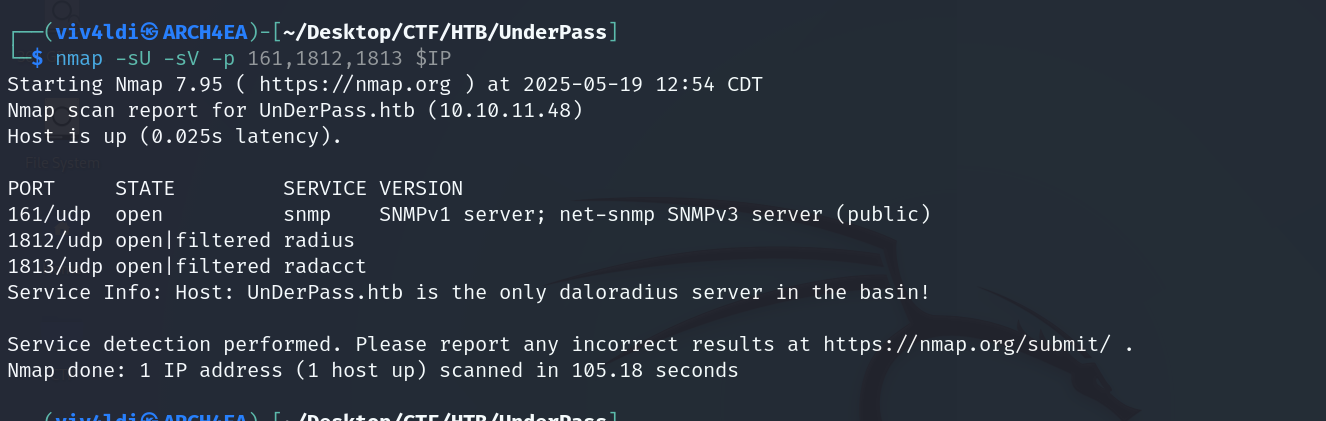 ┌──(viv4ldi㉿ARCH4EA)-[~/Desktop/CTF/HTB/UnderPass]
└─$ nmap -sU -sV -p 161,1812,1813 $IP
Starting Nmap 7.95 ( https://nmap.org ) at 2025-05-19 12:54 CDT
Nmap scan report for UnDerPass.htb (10.10.11.48)
Host is up (0.025s latency).
File System
PORT     STATE         SERVICE VERSION
161/udp  open          snmp    SNMPv1 server; net-snmp SNMPv3 server (public)
1812/udp open|filtered radius
1813/udp open|filtered radacct
Service Info: Host: UnDerPass.htb is the only daloradius server in the basin!
Service detection performed. Please report any incorrect results at https://nmap.org/submit/ .
Nmap done: 1 IP address (1 host up) scanned in 105.18 seconds
(viv4ldi㉿ARCH4EA)-[~/Desktop/CTF/HTB/UnderPass]